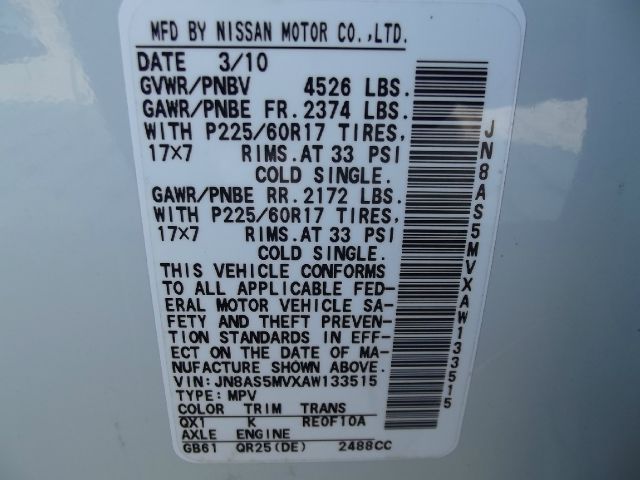 MFD BY NISSAN MOTOR CO.,LTD.
DATE 3/10
GVWR/PNBV 4526 LBS.
GAWR/PNBE FR. 2374 LBS.
WITH P225/60R17 TIRES,
17×7 RIMS.AT 33 PSI
COLD SINGLE.
GAWR/PNBE RR. 2172 LBS.
WITH P225/60R17 TIRES,
17×7 RIMS.AT 33 PSI
COLD SINGLE.
THIS VEHICLE CONFORMS
TO ALL APPLICABLE FED-
ERAL MOTOR VEHICLE SA-
FETY AND THEFT PREVEN-
TION STANDARDS IN EFF-
ECT ON THE DATE OF MA-
NUFACTURE SHOWN ABOVE.
VIN:JN8AS5MVXAW133515
TYPE:MPV
COLOR TRIM TRANS
QX1 K RE0F10A
AXLE ENGINE
GB61 QR25(DE) 2488CC
JN8AS5MVXAW133515